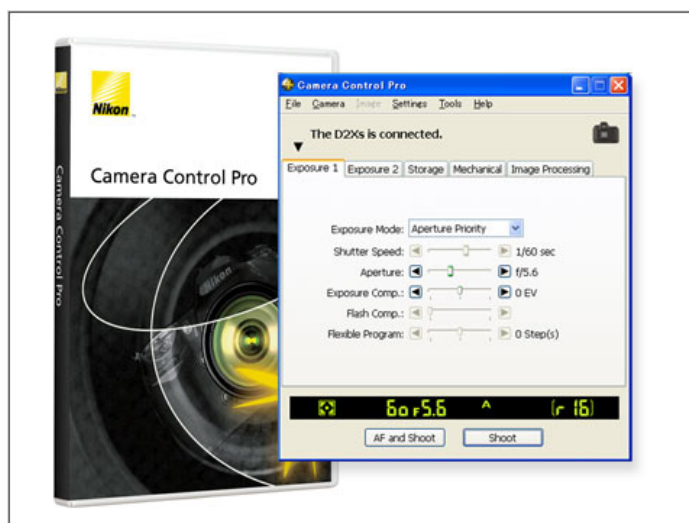 Nikon
Camera Control Pro
Camera Control Pro
Nikon
Camera Control Pro
File Camera Image Settings Tools Help
The D2Xs is connected.
Exposure 1 Exposure 2 Storage Mechanical Image Processing
Exposure Mode: Aperture Priority
Shutter Speed: 1/60 sec
Aperture: f/5.6
Exposure Comp.: 0 EV
Flash Comp.:
Flexible Program: 0 Step(s)
60 F5.6 A (r 16)
AF and Shoot Shoot